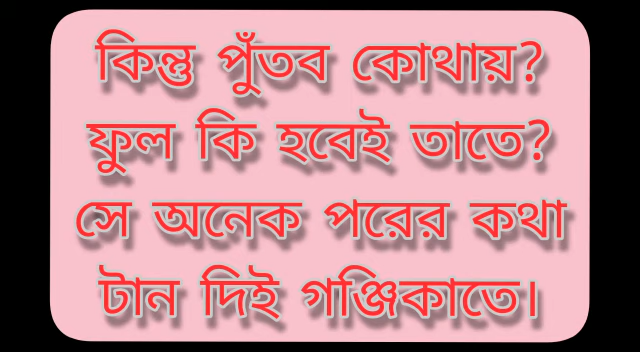 কিন্তু পুঁতব কোথায়?
ফুল কি হবেই তাতে?
সে অনেক পরের কথা
টান দিই গঞ্জিকাতে।